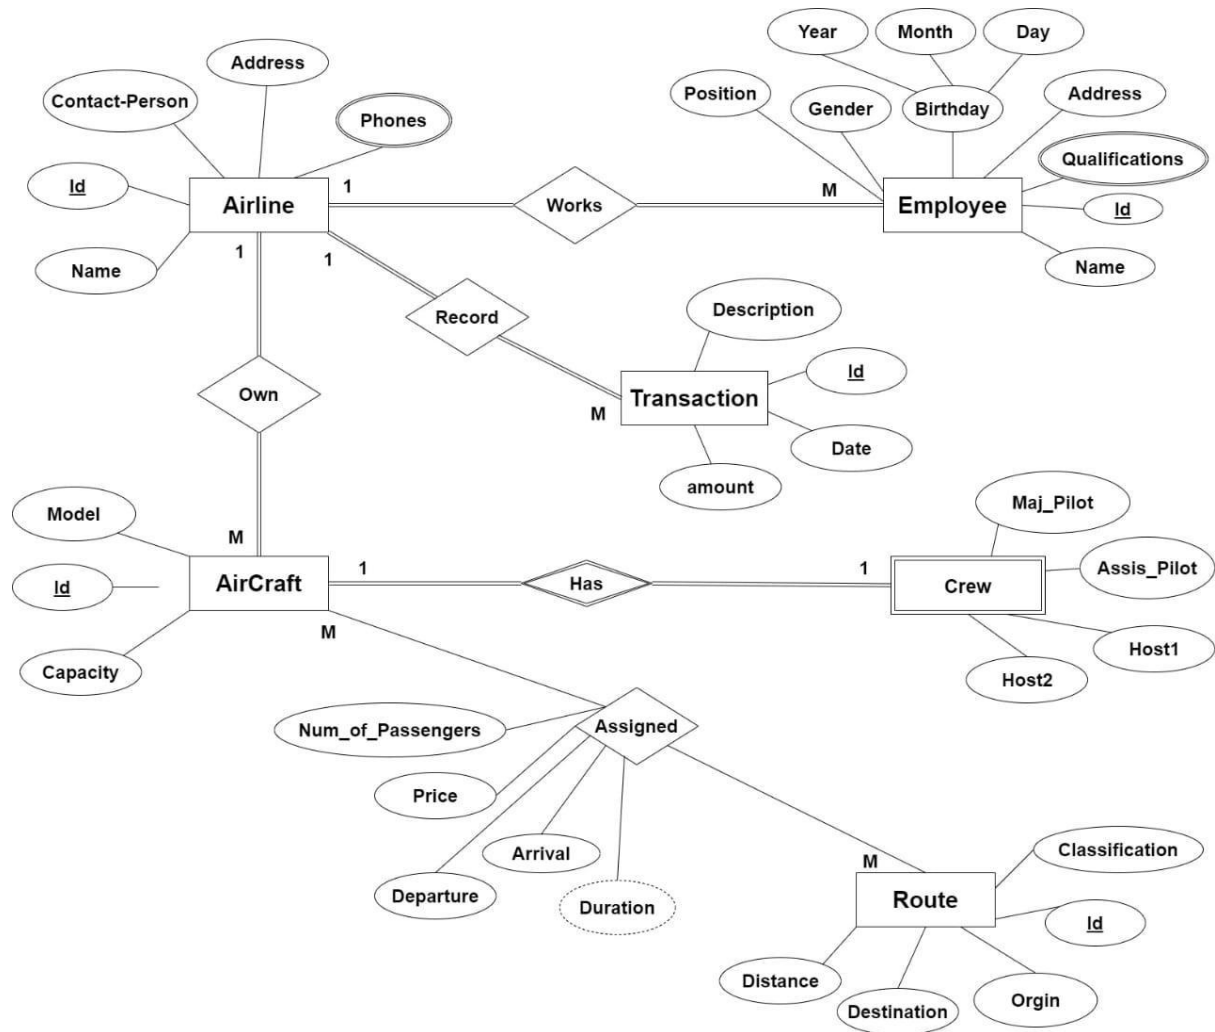 Year
Month
Day
Address
Contact-Person
Position
Gender
Birthday
Address
Phones
Qualifications
Id
Airline
1
Works
M
Employee
Id
Name
1
1
Name
Record
Description
Own
Transaction
Id
M
Date
amount
Model
M
Maj_Pilot
Id
AirCraft
1
Has
1
Crew
Assis_Pilot
M
Capacity
Host1
Host2
Num_of_Passengers
Assigned
Price
Arrival
Departure
Duration
M
Classification
Route
Id
Distance
Destination
Orgin